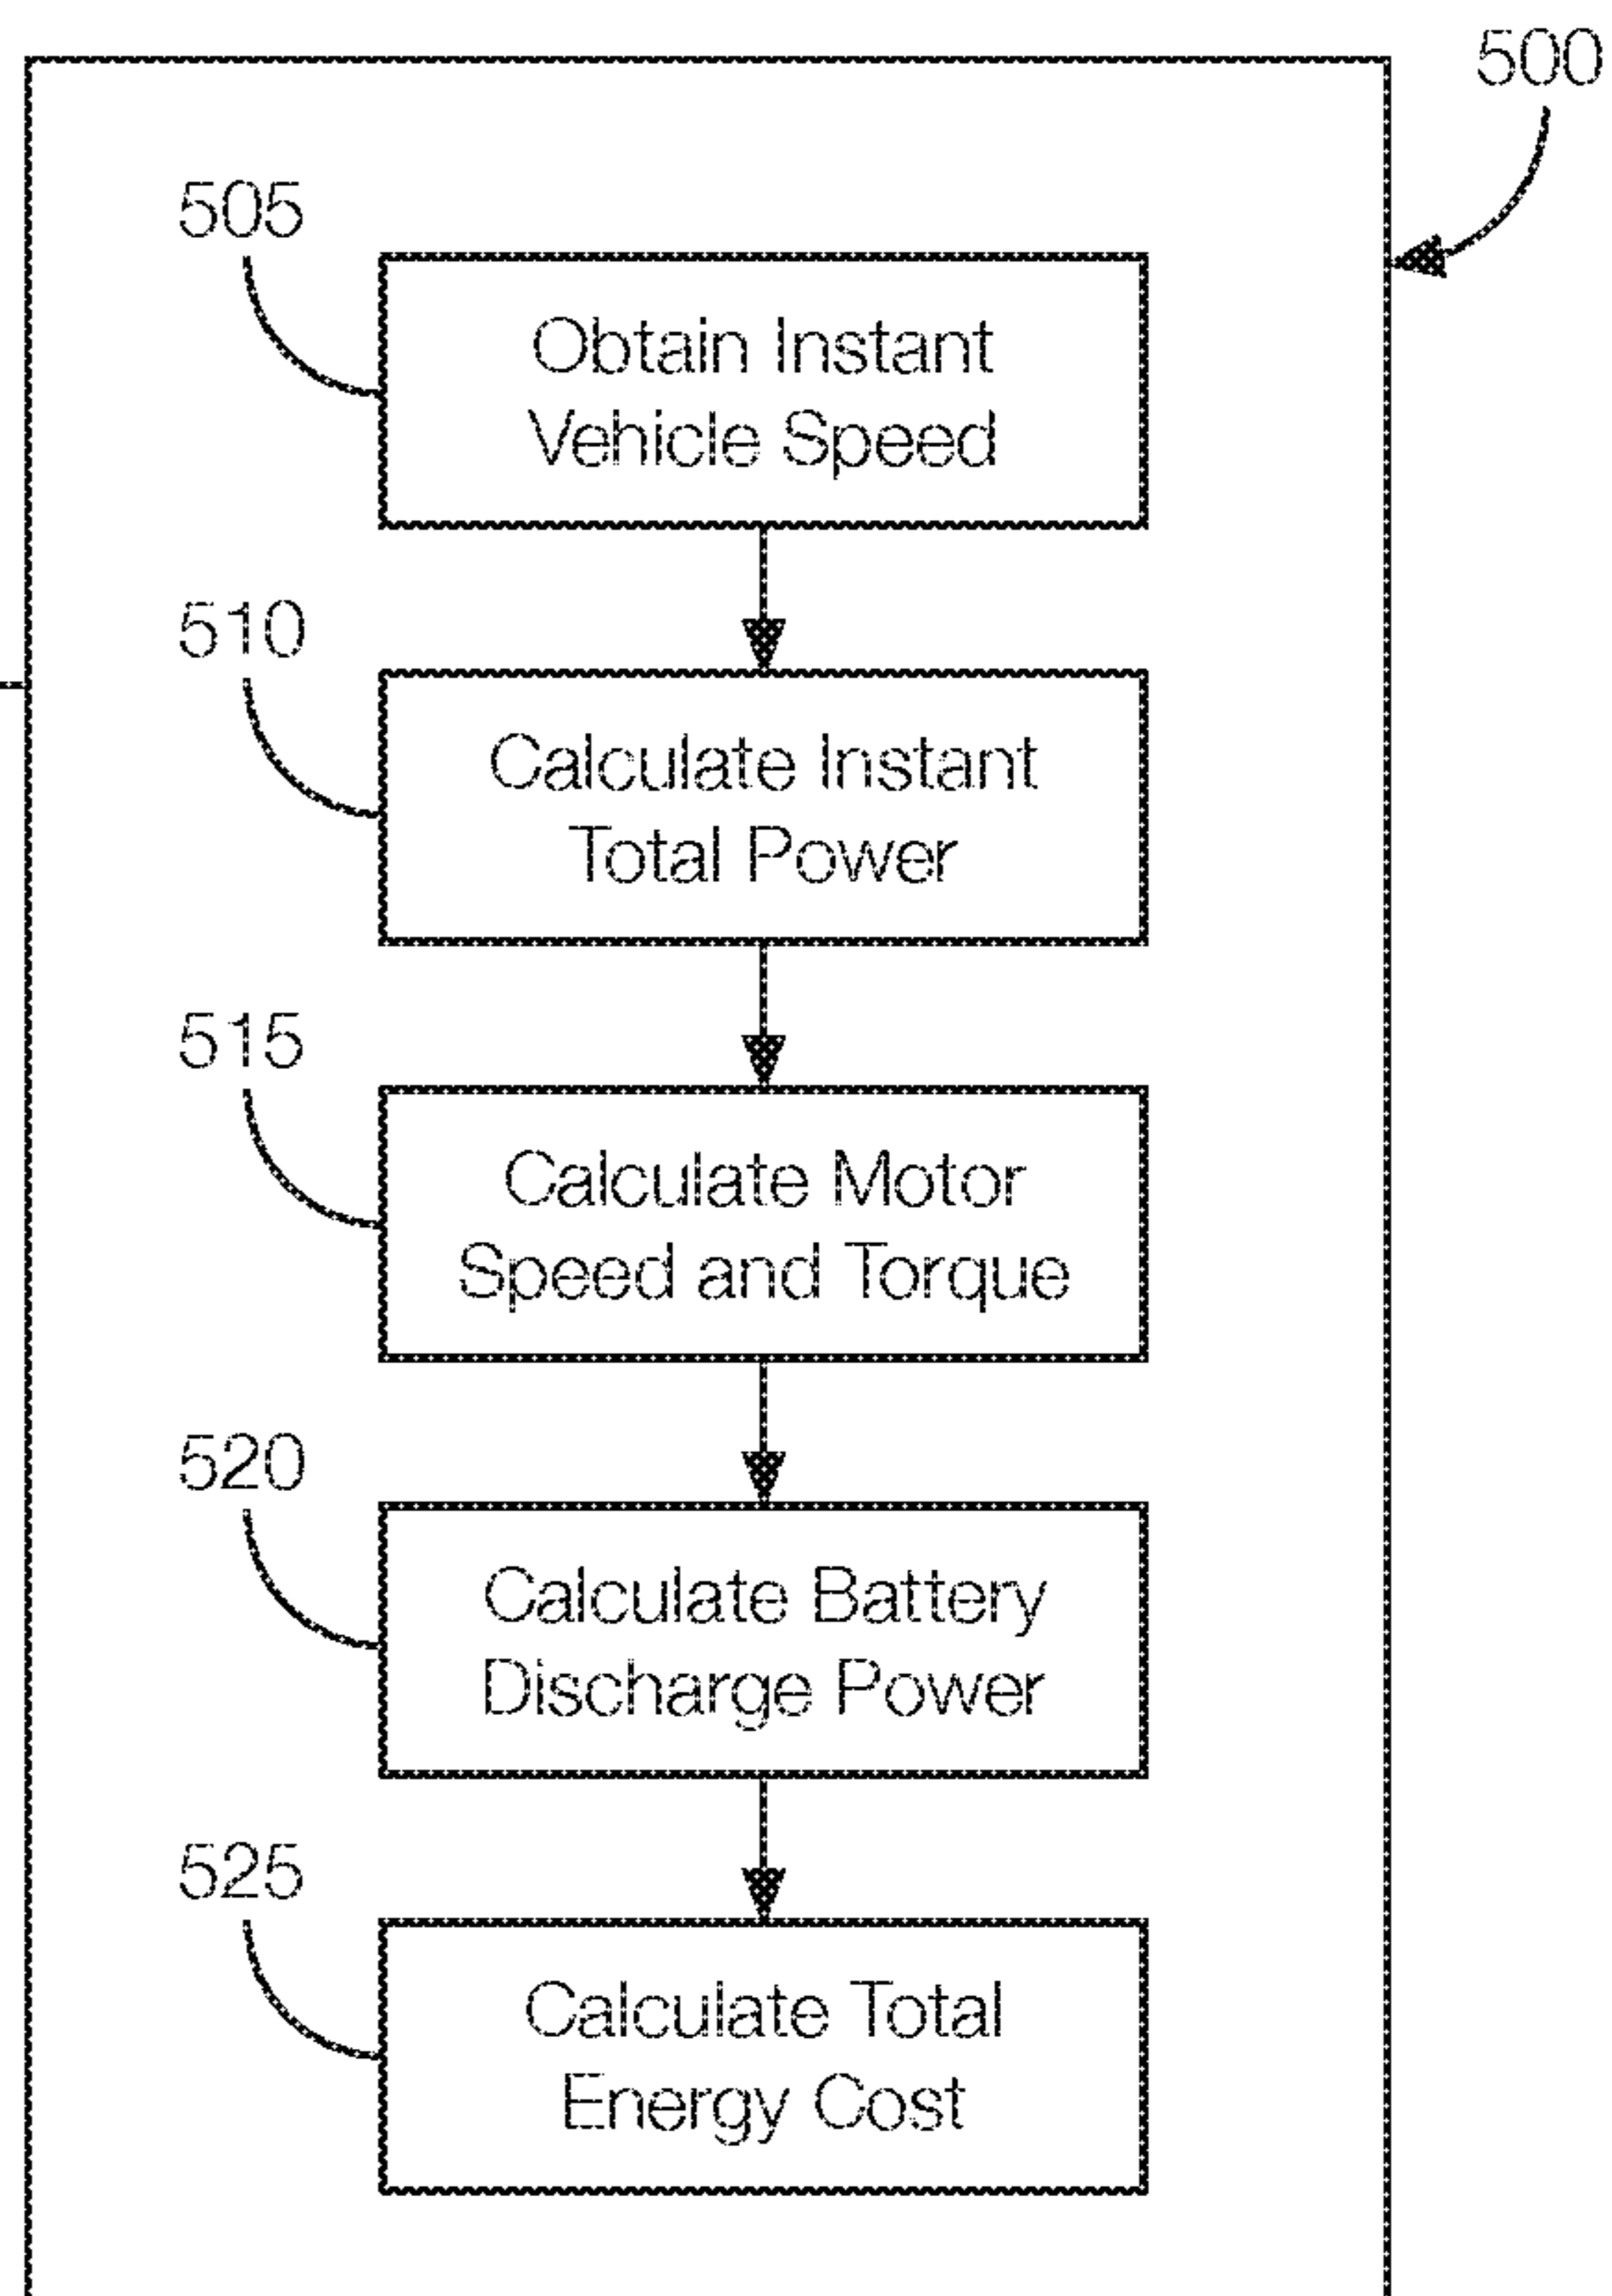 500
505
Obtain Instant
Vehicle Speed
510
Calculate Instant
Total Power
515
Calculate Motor
Speed and Torque
520
Calculate Battery
Discharge Power
525
Calculate Total
Energy Cost